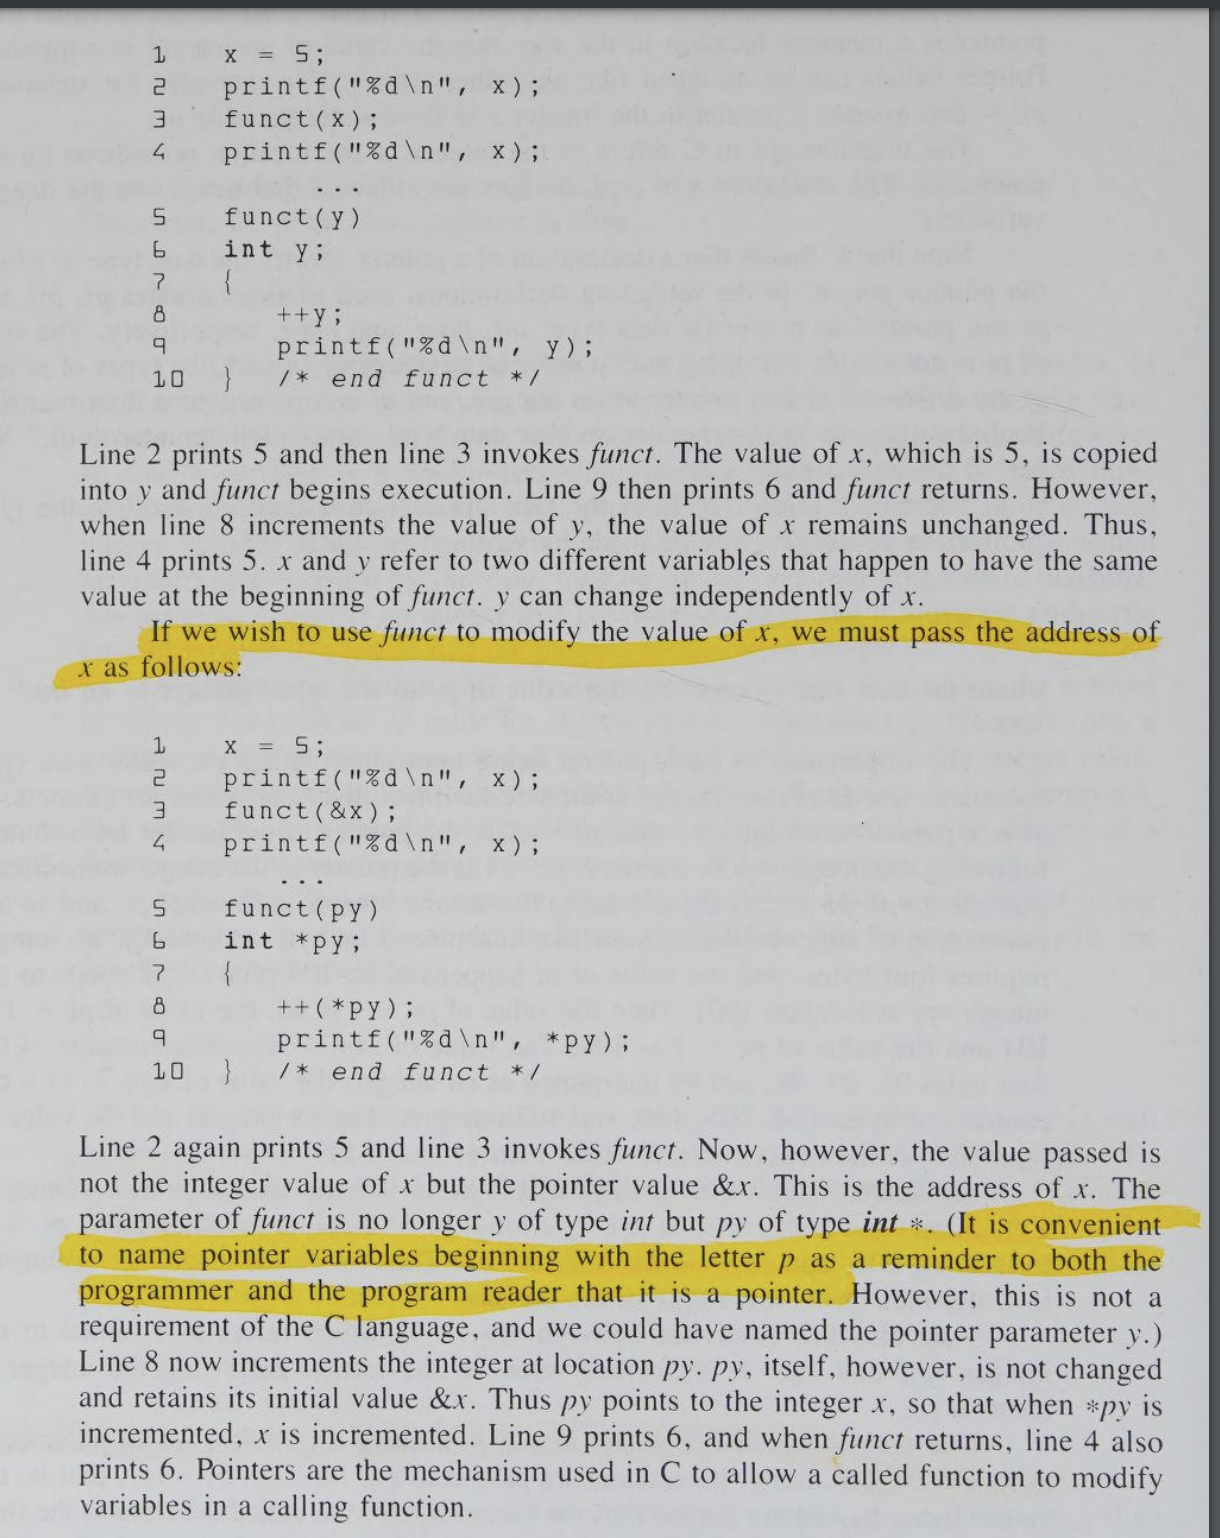 1 x = 5;
2 printf("%d\n", x);
3 funct(x);
4 printf("%d\n", x);
...
5 funct(y)
6 int y;
7 {
8 ++y;
9 printf("%d\n", y);
10 } /* end funct */
Line 2 prints 5 and then line 3 invokes funct. The value of x, which is 5, is copied
into y and funct begins execution. Line 9 then prints 6 and funct returns. However,
when line 8 increments the value of y, the value of x remains unchanged. Thus,
line 4 prints 5. x and y refer to two different variables that happen to have the same
value at the beginning of funct. y can change independently of x.
If we wish to use funct to modify the value of x, we must pass the address of
x as follows:
1 x = 5;
2 printf("%d\n", x);
3 funct(&x);
4 printf("%d\n", x);
...
5 funct(py)
6 int *py;
7 {
8 ++(*py);
9 printf("%d\n", *py);
10 } /* end funct */
Line 2 again prints 5 and line 3 invokes funct. Now, however, the value passed is
not the integer value of x but the pointer value &x. This is the address of x. The
parameter of funct is no longer y of type int but py of type int *. (It is convenient
to name pointer variables beginning with the letter p as a reminder to both the
programmer and the program reader that it is a pointer. However, this is not a
requirement of the C language, and we could have named the pointer parameter y.)
Line 8 now increments the integer at location py. py, itself, however, is not changed
and retains its initial value &x. Thus py points to the integer x, so that when *py is
incremented, x is incremented. Line 9 prints 6, and when funct returns, line 4 also
prints 6. Pointers are the mechanism used in C to allow a called function to modify
variables in a calling function.